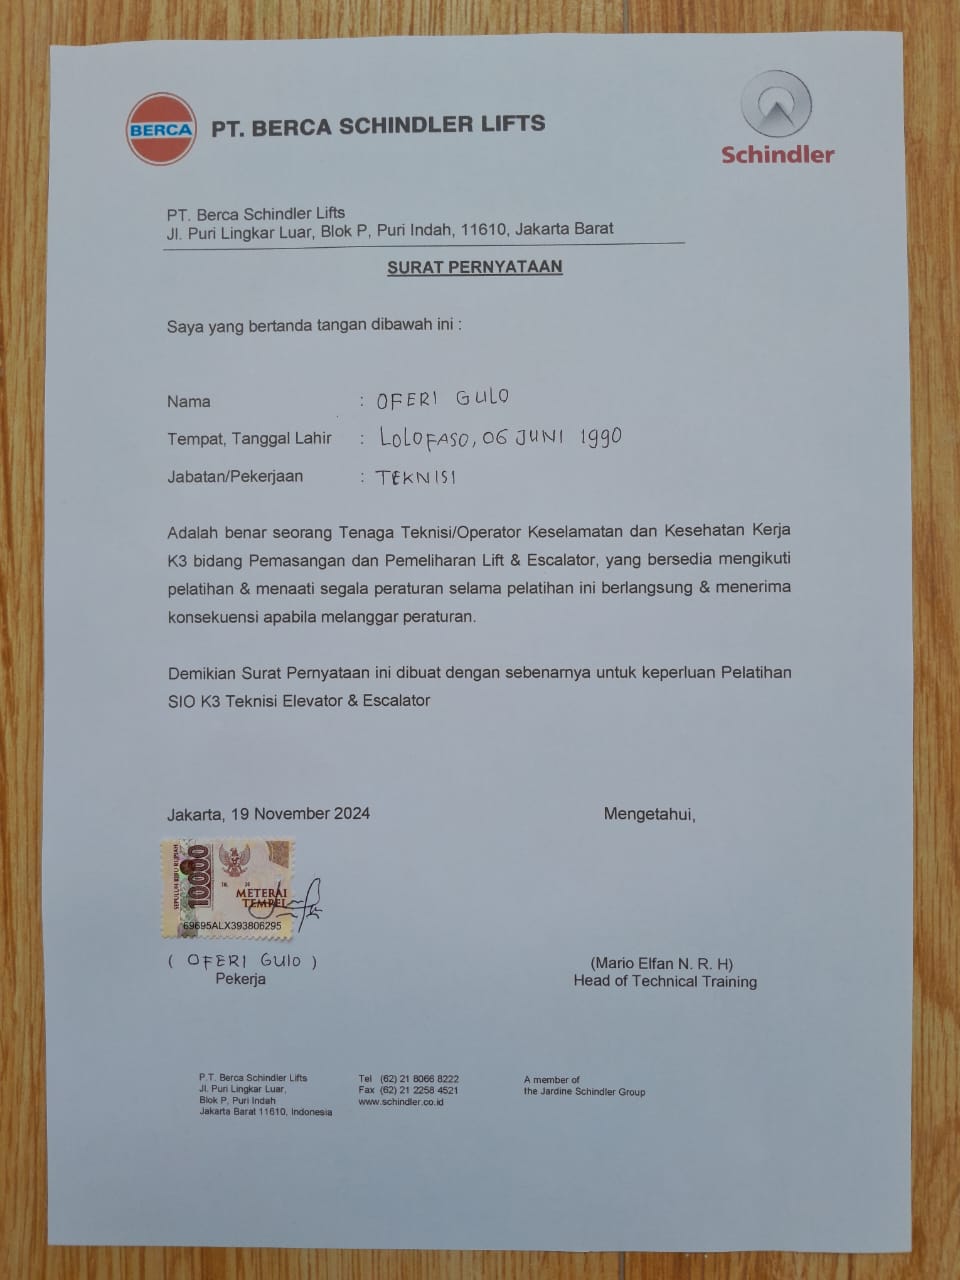 BERCA
PT. BERCA SCHINDLER LIFTS
Schindler
PT. Berca Schindler Lifts
Jl. Puri Lingkar Luar, Blok P, Puri Indah, 11610, Jakarta Barat
SURAT PERNYATAAN
Saya yang bertanda tangan dibawah ini :
Nama : OFERI GULO
Tempat, Tanggal Lahir : LOLOFASO, 06 JUNI 1990
Jabatan/Pekerjaan : TEKNISI
Adalah benar seorang Tenaga Teknisi/Operator Keselamatan dan Kesehatan Kerja
K3 bidang Pemasangan dan Pemeliharan Lift & Escalator, yang bersedia mengikuti
pelatihan & menaati segala peraturan selama pelatihan ini berlangsung & menerima
konsekuensi apabila melanggar peraturan.
Demikian Surat Pernyataan ini dibuat dengan sebenarnya untuk keperluan Pelatihan
SIO K3 Teknisi Elevator & Escalator
Jakarta, 19 November 2024
Mengetahui,
SEPULUH RIBU RUPIAH
10000
METERAI
TEMPEL
69695ALX393806295
( OFERI GULO )
Pekerja
(Mario Elfan N. R. H)
Head of Technical Training
P.T. Berca Schindler Lifts
Jl. Puri Lingkar Luar,
Blok P, Puri Indah
Jakarta Barat 11610, Indonesia
Tel (62) 21 8066 8222
Fax (62) 21 2258 4521
www.schindler.co.id
A member of
the Jardine Schindler Group